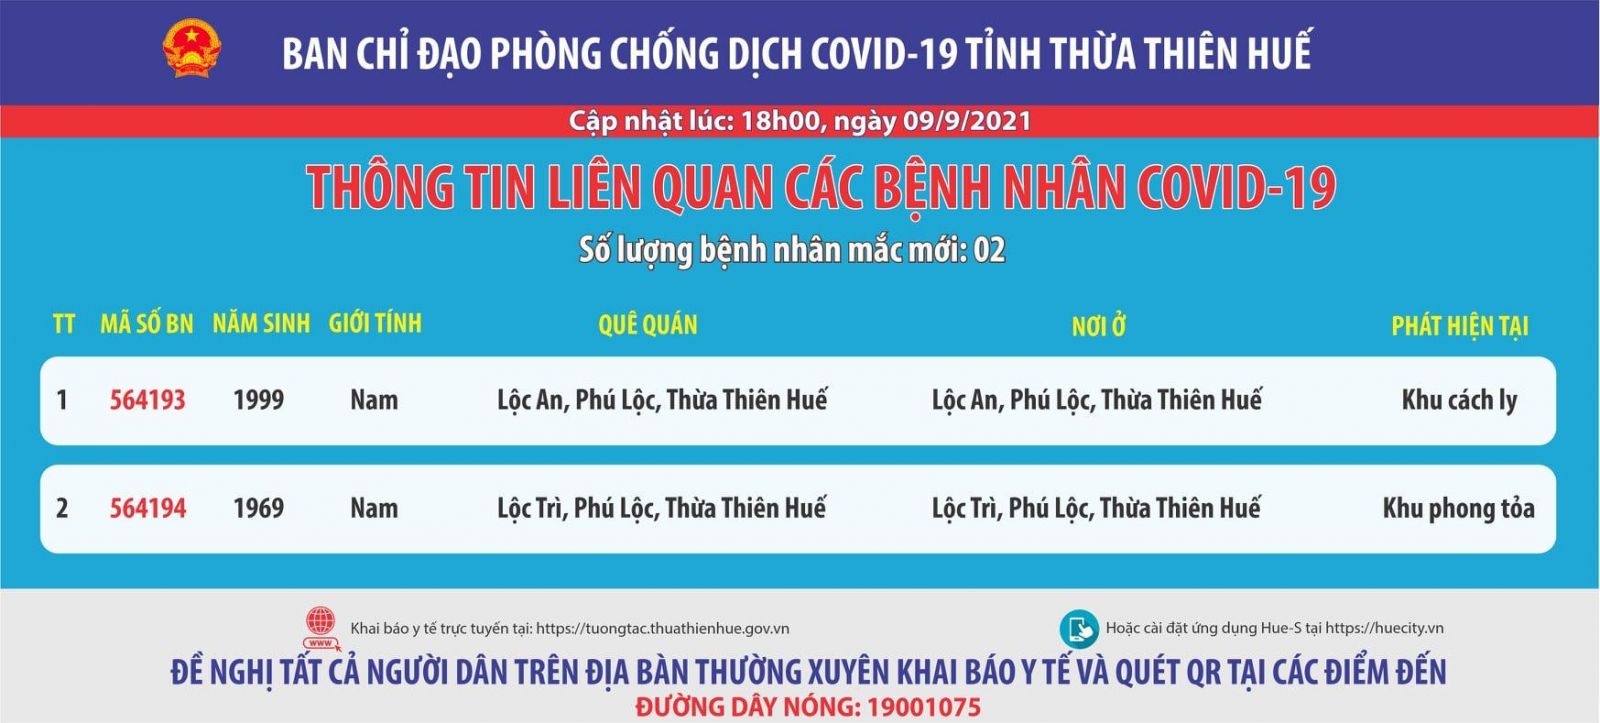 BAN CHỈ ĐẠO PHÒNG CHỐNG DỊCH COVID-19 TỈNH THỪA THIÊN HUẾ
Cập nhật lúc: 18h00, ngày 09/9/2021
THÔNG TIN LIÊN QUAN CÁC BỆNH NHÂN COVID-19
Số lượng bệnh nhân mắc mới: 02
TT MÃ SỐ BN NĂM SINH GIỚI TÍNH QUÊ QUÁN NƠI Ở PHÁT HIỆN TẠI
1 564193 1999 Nam Lộc An, Phú Lộc, Thừa Thiên Huế Lộc An, Phú Lộc, Thừa Thiên Huế Khu cách ly
2 564194 1969 Nam Lộc Trì, Phú Lộc, Thừa Thiên Huế Lộc Trì, Phú Lộc, Thừa Thiên Huế Khu phong tỏa
WWW Khai báo y tế trực tuyến tại: https://tuongtac.thuathienhue.gov.vn Hoặc cài đặt ứng dụng Hue-S tại https://huecity.vn
ĐỀ NGHỊ TẤT CẢ NGƯỜI DÂN TRÊN ĐỊA BÀN THƯỜNG XUYÊN KHAI BÁO Y TẾ VÀ QUÉT QR TẠI CÁC ĐIỂM ĐẾN
ĐƯỜNG DÂY NÓNG: 19001075